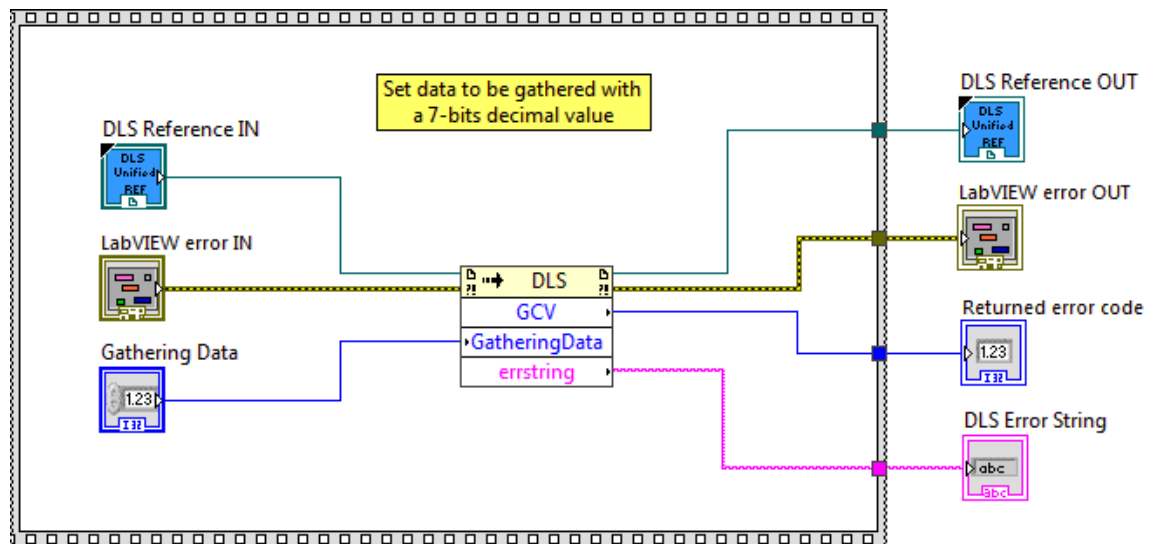 Set data to be gathered with
a 7-bits decimal value
DLS Reference IN
DLS
Unified
REF
LabVIEW error IN
Gathering Data
1.23
I32
?!
DLS
?!
GCV
GatheringData
errstring
DLS Reference OUT
DLS
Unified
REF
LabVIEW error OUT
Returned error code
1.23
I32
DLS Error String
abc
abc